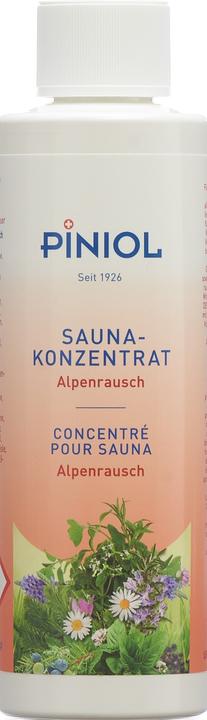 PINIOL
Seit 1926
SAUNA-
KONZENTRAT
Alpenrausch
CONCENTRÉ
POUR SAUNA
Alpenrausch